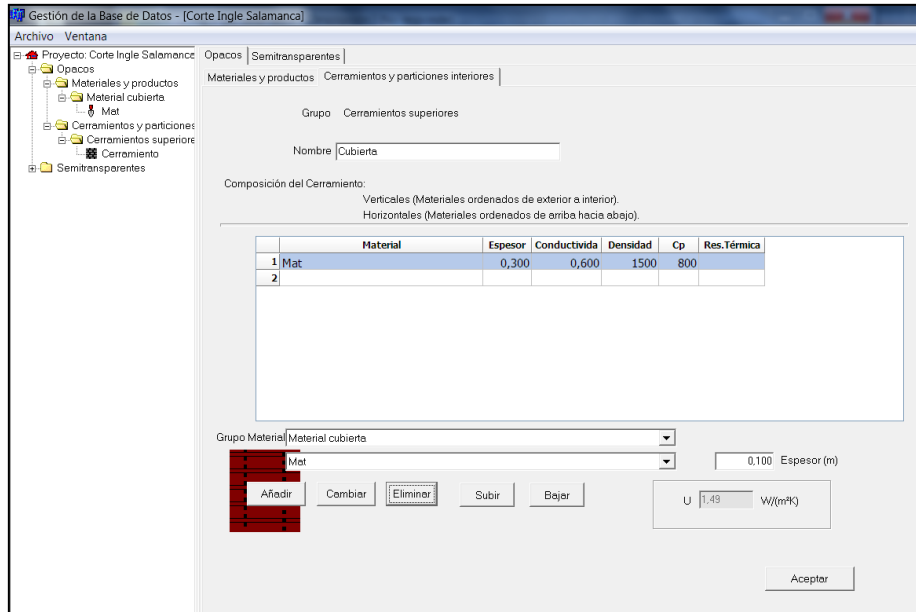 Gestión de la Base de Datos - [Corte Ingle Salamanca]
Archivo Ventana
Proyecto: Corte Ingle Salamanca
Opacos
Materiales y productos
Material cubierta
Mat
Cerramientos y particiones
Cerramientos superiore
Cerramiento
Semitransparentes
Opacos Semitransparentes
Materiales y productos Cerramientos y particiones interiores
Grupo Cerramientos superiores
Nombre Cubierta
Composición del Cerramiento:
Verticales (Materiales ordenados de exterior a interior).
Horizontales (Materiales ordenados de arriba hacia abajo).
Material Espesor Conductivida Densidad Cp Res.Térmica
1 Mat 0,300 0,600 1500 800
2
Grupo Material Material cubierta
Mat 0,100 Espesor (m)
Añadir Cambiar Eliminar Subir Bajar
U 1,49 W/(m²K)
Aceptar